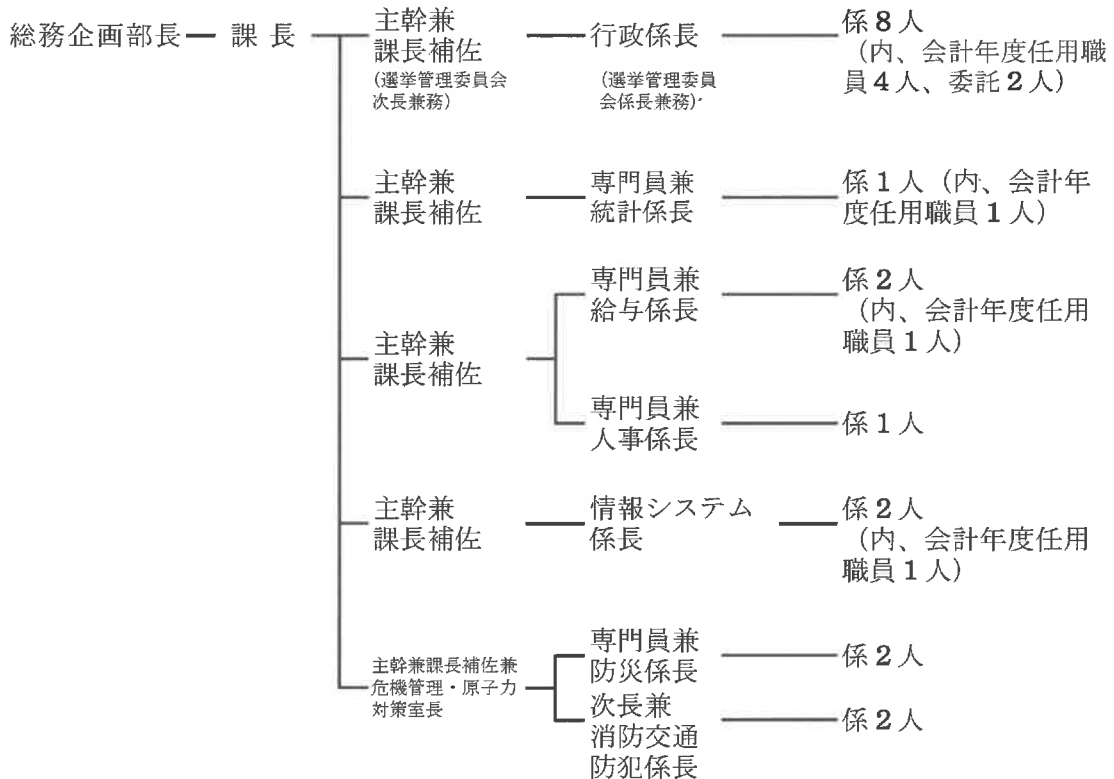 総務企画部長 課長
主幹兼
課長補佐
(選挙管理委員会
次長兼務)
行政係長
(選挙管理委員
会係長兼務)
係8人
(内、会計年度任用職
員4人、委託2人)
主幹兼
課長補佐
専門員兼
統計係長
係1人(内、会計年
度任用職員1人)
主幹兼
課長補佐
専門員兼
給与係長
係2人
(内、会計年度任用
職員1人)
専門員兼
人事係長
係1人
主幹兼
課長補佐
情報システム
係長
係2人
(内、会計年度任用
職員1人)
主幹兼課長補佐兼
危機管理・原子力
対策室長
専門員兼
防災係長
係2人
次長兼
消防交通
防犯係長
係2人